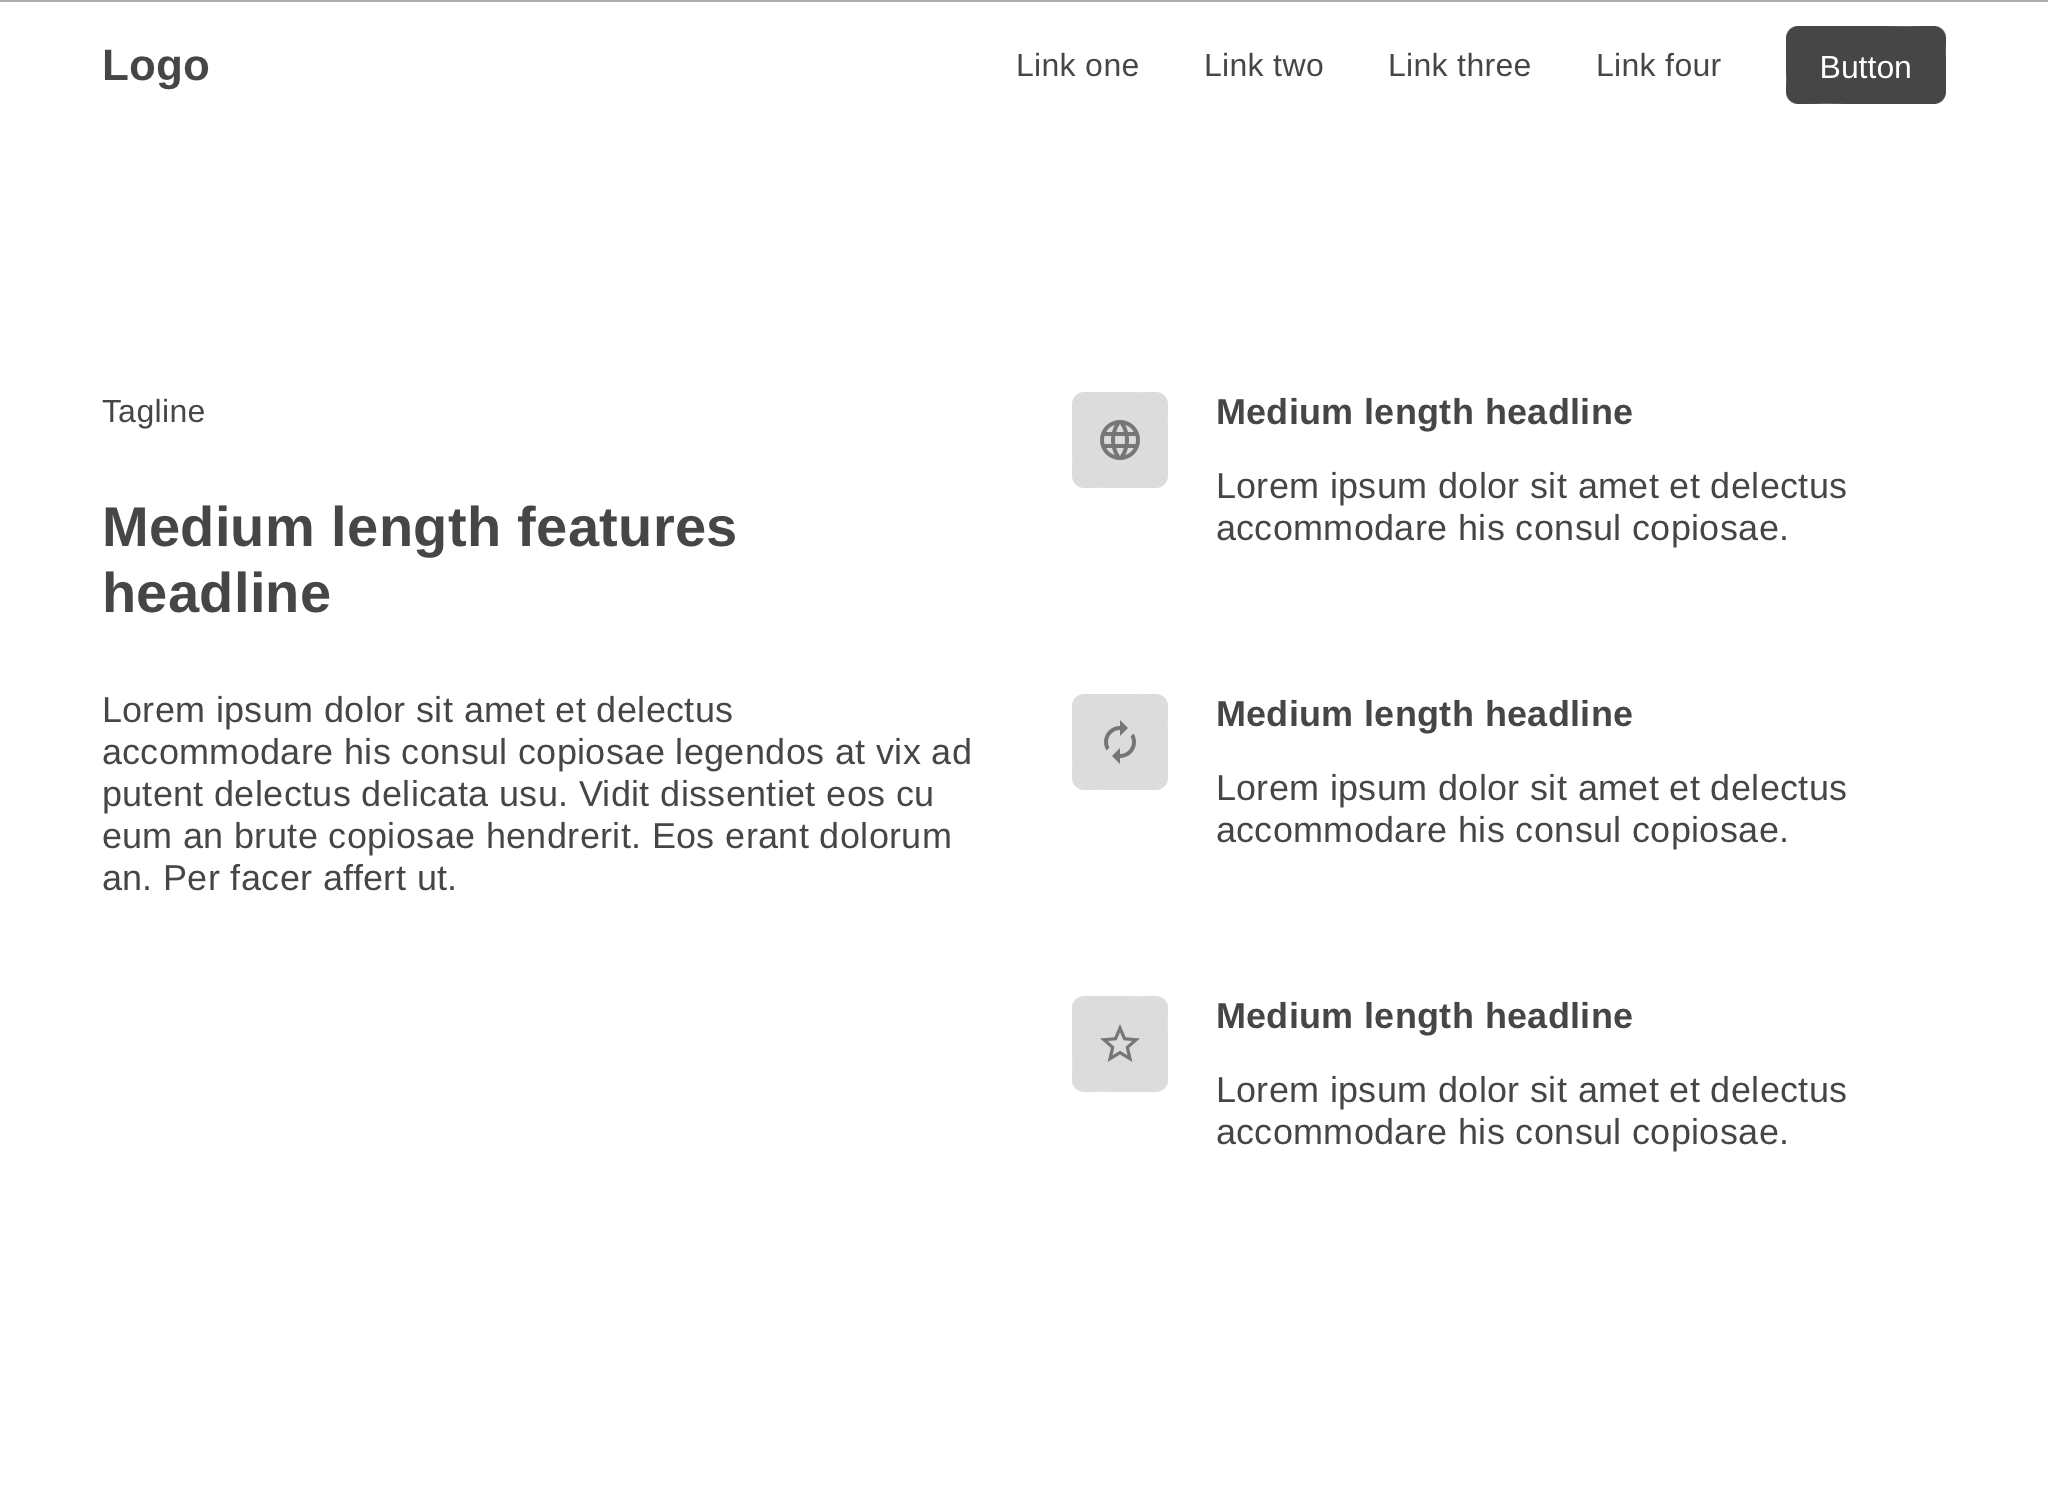 Logo
Link one
Link two
Link three
Link four
Button
Tagline
Medium length features
headline
Lorem ipsum dolor sit amet et delectus
accommodare his consul copiosae legendos at vix ad
putent delectus delicata usu. Vidit dissentiet eos cu
eum an brute copiosae hendrerit. Eos erant dolorum
an. Per facer affert ut.
Medium length headline
Lorem ipsum dolor sit amet et delectus
accommodare his consul copiosae.
Medium length headline
Lorem ipsum dolor sit amet et delectus
accommodare his consul copiosae.
Medium length headline
Lorem ipsum dolor sit amet et delectus
accommodare his consul copiosae.